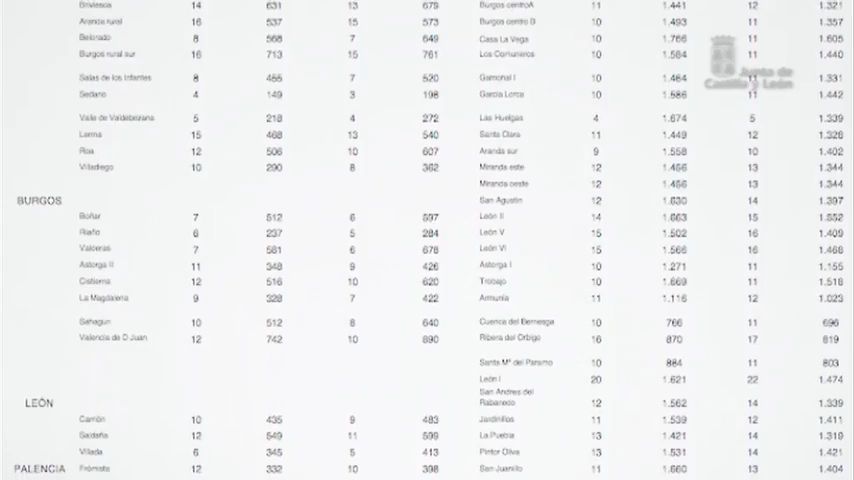 Briviesca 14 631 13 679 Burgos centroA 11 1.441 12 1.321
Aranda rural 16 537 15 573 Burgos centro B 10 1.493 11 1.357
Belorado 8 568 7 649 Casa La Vega 10 1.766 11 1.605
Burgos rural sur 16 713 15 761 Los Comuneros 10 1.584 11 1.440
Salas de los Infantes 8 455 7 520 Gamonal I 10 1.464 11 1.331
Sedano 4 149 3 198 García Lorca 10 1.586 11 1.442
Junta de
Castilla y León
Valle de Valdebezana 5 218 4 272 Las Huelgas 4 1.674 5 1.339
Lerma 15 468 13 540 Santa Clara 11 1.449 12 1.328
Roa 12 506 10 607 Aranda sur 9 1.558 10 1.402
Villadiego 10 290 8 362 Miranda este 12 1.456 13 1.344
Miranda oeste 12 1.456 13 1.344
BURGOS San Agustín 12 1.630 14 1.397
Boñar 7 512 6 597 León II 14 1.663 15 1.552
Riaño 6 237 5 284 León V 15 1.502 16 1.409
Valderas 7 581 6 678 León VI 15 1.566 16 1.468
Astorga II 11 348 9 426 Astorga I 10 1.271 11 1.155
Cistierna 12 516 10 620 Trobajo 10 1.669 11 1.518
La Magdalena 9 328 7 422 Armunia 11 1.116 12 1.023
Sahagun 10 512 8 640 Cuenca del Bernesga 10 766 11 696
Valencia de D Juan 12 742 10 890 Ribera del Orbigo 16 870 17 819
Santa Mª del Paramo 10 884 11 803
León I 20 1.621 22 1.474
LEÓN San Andres del
Rabanedo 12 1.562 14 1.339
Carrión 10 435 9 483 Jardinillos 11 1.539 12 1.411
Saldaña 12 549 11 599 La Puebla 13 1.421 14 1.319
Villada 6 345 5 413 Pintor Oliva 13 1.531 14 1.421
PALENCIA Frómista 12 332 10 398 San Juanillo 11 1.660 13 1.404